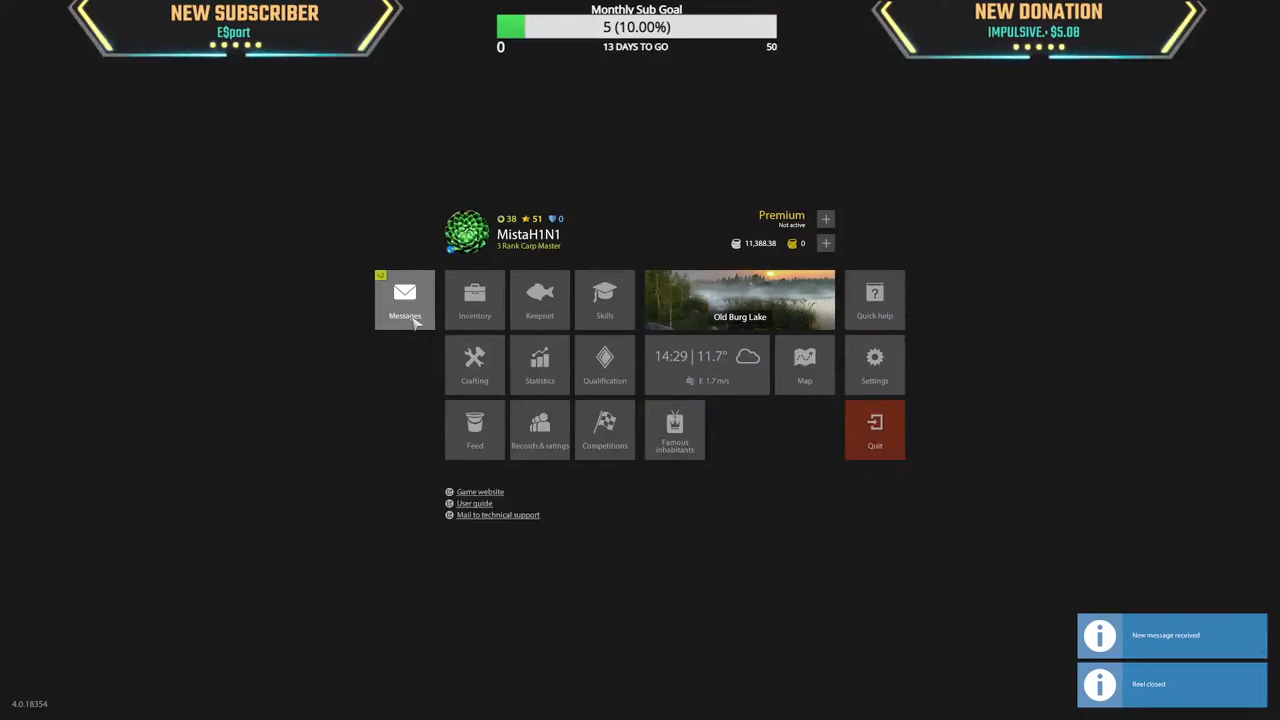 NEW SUBSCRIBER
E$port
Monthly Sub Goal
5 (10.00%)
0
13 DAYS TO GO
50
NEW DONATION
IMPULSIVE.• $5.08
38 51 0
MistaH1N1
3 Rank Carp Master
Premium
Not active
11,388.38 0
+2
Messages
Inventory
Keepnet
Skills
Old Burg Lake
Quick help
Crafting
Statistics
Qualification
14:29 | 11.7°
E 1.7 m/s
Map
Settings
Feed
Records & ratings
Competitions
Famous
inhabitants
Quit
Game website
User guide
Mail to technical support
New message received
Reel closed
4.0.18354